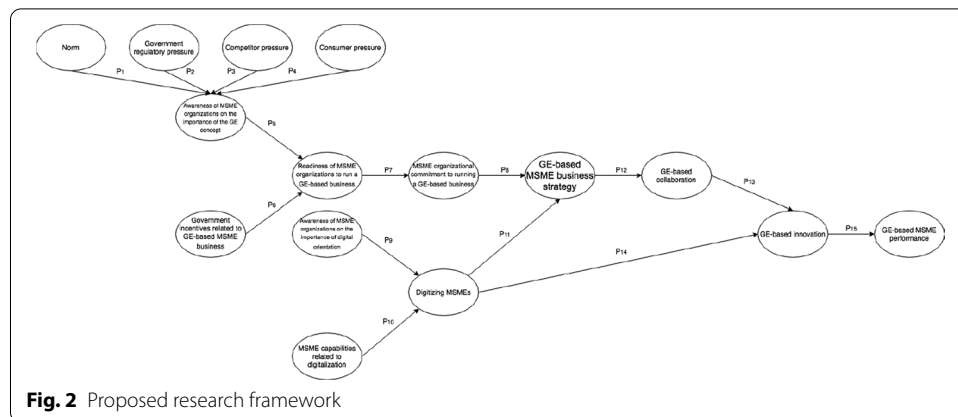 Norm
Government
regulatory pressure
Competitor pressure
Consumer pressure
P1
P2
P3
P4
Awareness of MSME
organizations on the
importance of the GE
concept
P5
Readiness of MSME
organizations to run a
GE-based business
P7
MSME organizational
commitment to running
a GE-based business
P8
GE-based
MSME business
strategy
P12
GE-based
collaboration
P13
P6
Government
incentives related to
GE-based MSME
business
Awareness of MSME
organizations on the
importance of digital
orientation
P9
P11
P14
GE-based innovation
P15
GE-based MSME
performance
Digitizing MSMEs
P10
MSME capabilities
related to
digitalization
Fig. 2 Proposed research framework